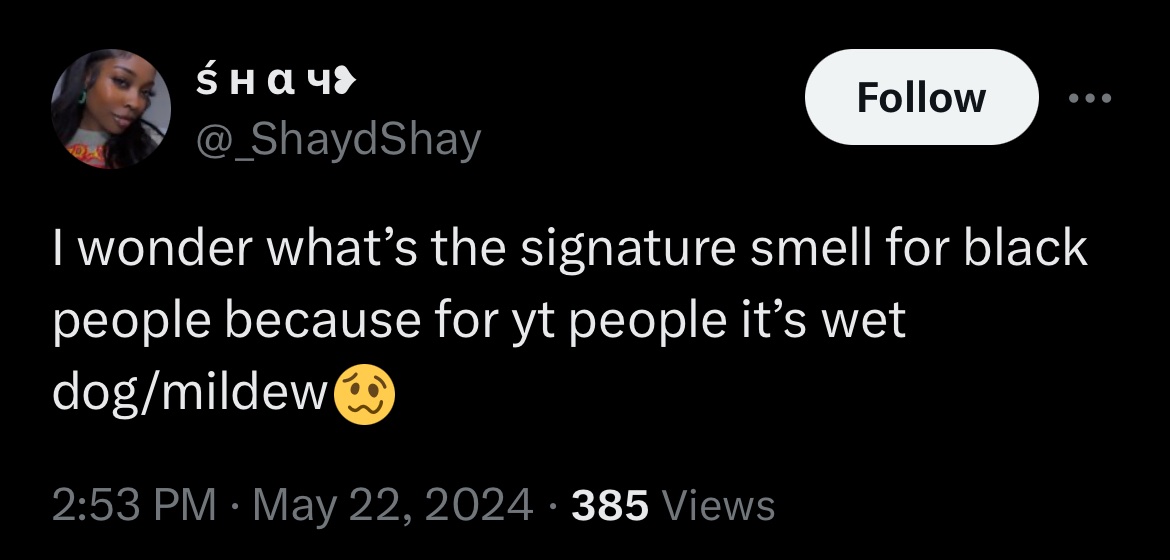 ś н α ч❥
@_ShaydShay
Follow
I wonder what’s the signature smell for black
people because for yt people it’s wet
dog/mildew🥴
2:53 PM · May 22, 2024 · 385 Views